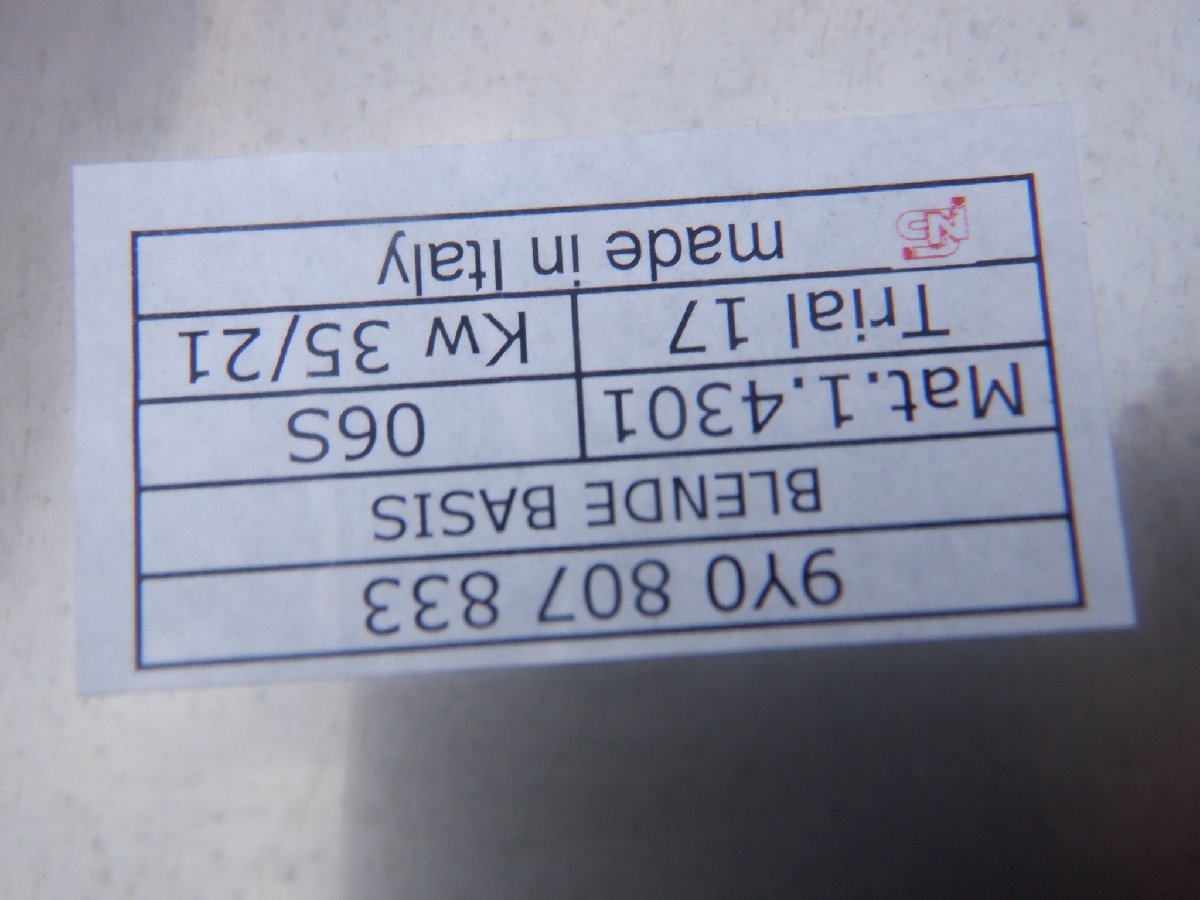 9Y0 807 833
BLENDE BASIS
Mat.1.4301 06S
Trial 17 Kw 35/21
made in Italy